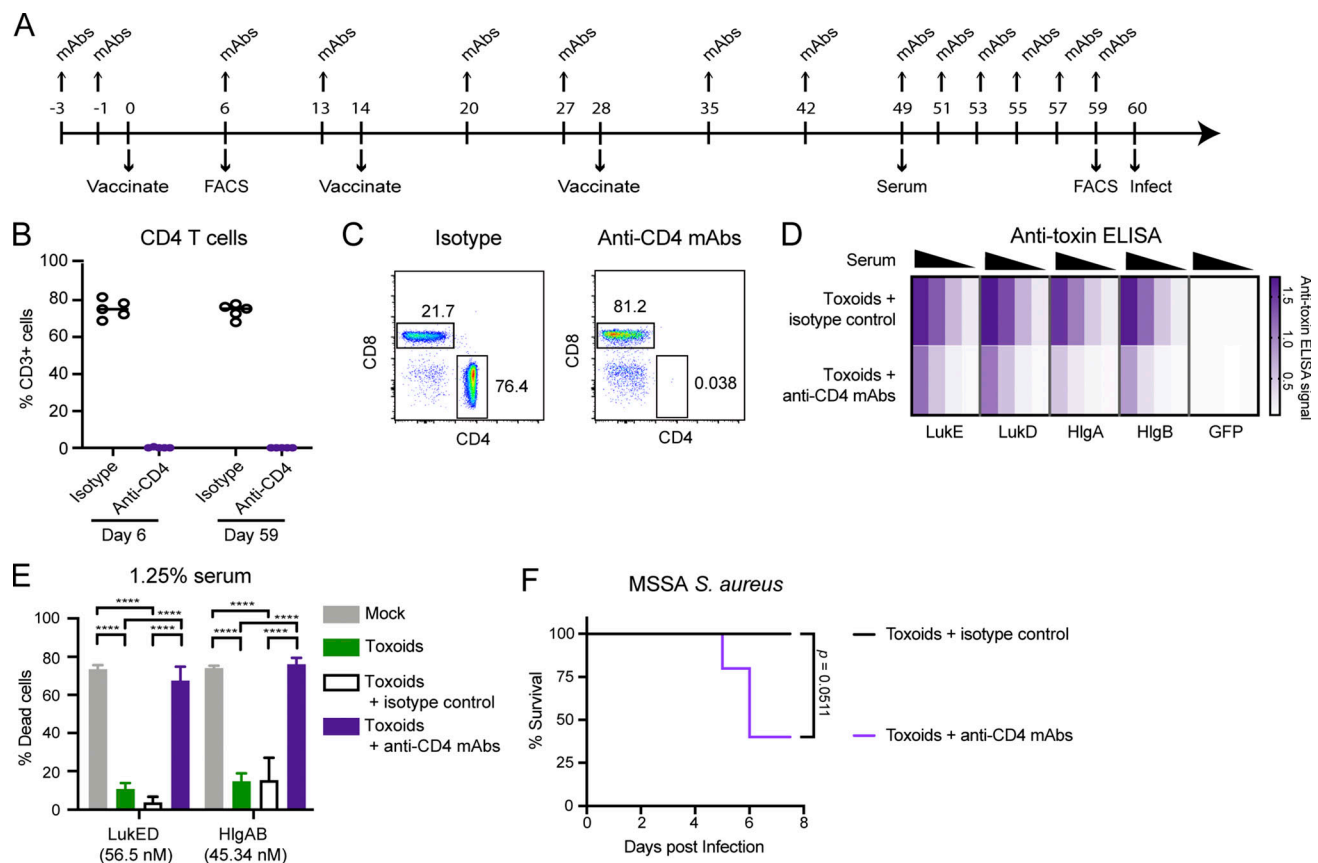 A
mAbs mAbs mAbs mAbs mAbs mAbs mAbs mAbs mAbs mAbs mAbs mAbs mAbs mAbs
-3 -1 0 6 13 14 20 27 28 35 42 49 51 53 55 57 59 60
Vaccinate FACS Vaccinate Vaccinate Serum FACS Infect
B
CD4 T cells
% CD3+ cells
100
80
60
40
20
0
Isotype Anti-CD4 Isotype Anti-CD4
Day 6 Day 59
C
Isotype Anti-CD4 mAbs
CD8
21.7
76.4
CD4
CD8
81.2
0.038
CD4
D
Anti-toxin ELISA
Serum
Toxoids +
isotype control
Toxoids +
anti-CD4 mAbs
LukE LukD HlgA HlgB GFP
1.5
1.0
0.5
Anti-toxin ELISA signal
E
1.25% serum
% Dead cells
100
80
60
40
20
0
**** **** **** **** ****
**** **** **** **** ****
LukED HlgAB
(56.5 nM) (45.34 nM)
Mock
Toxoids
Toxoids
+ isotype control
Toxoids
+ anti-CD4 mAbs
F
MSSA S. aureus
% Survival
100
75
50
25
0
0 2 4 6 8
Days post Infection
p = 0.0511
Toxoids + isotype control
Toxoids + anti-CD4 mAbs